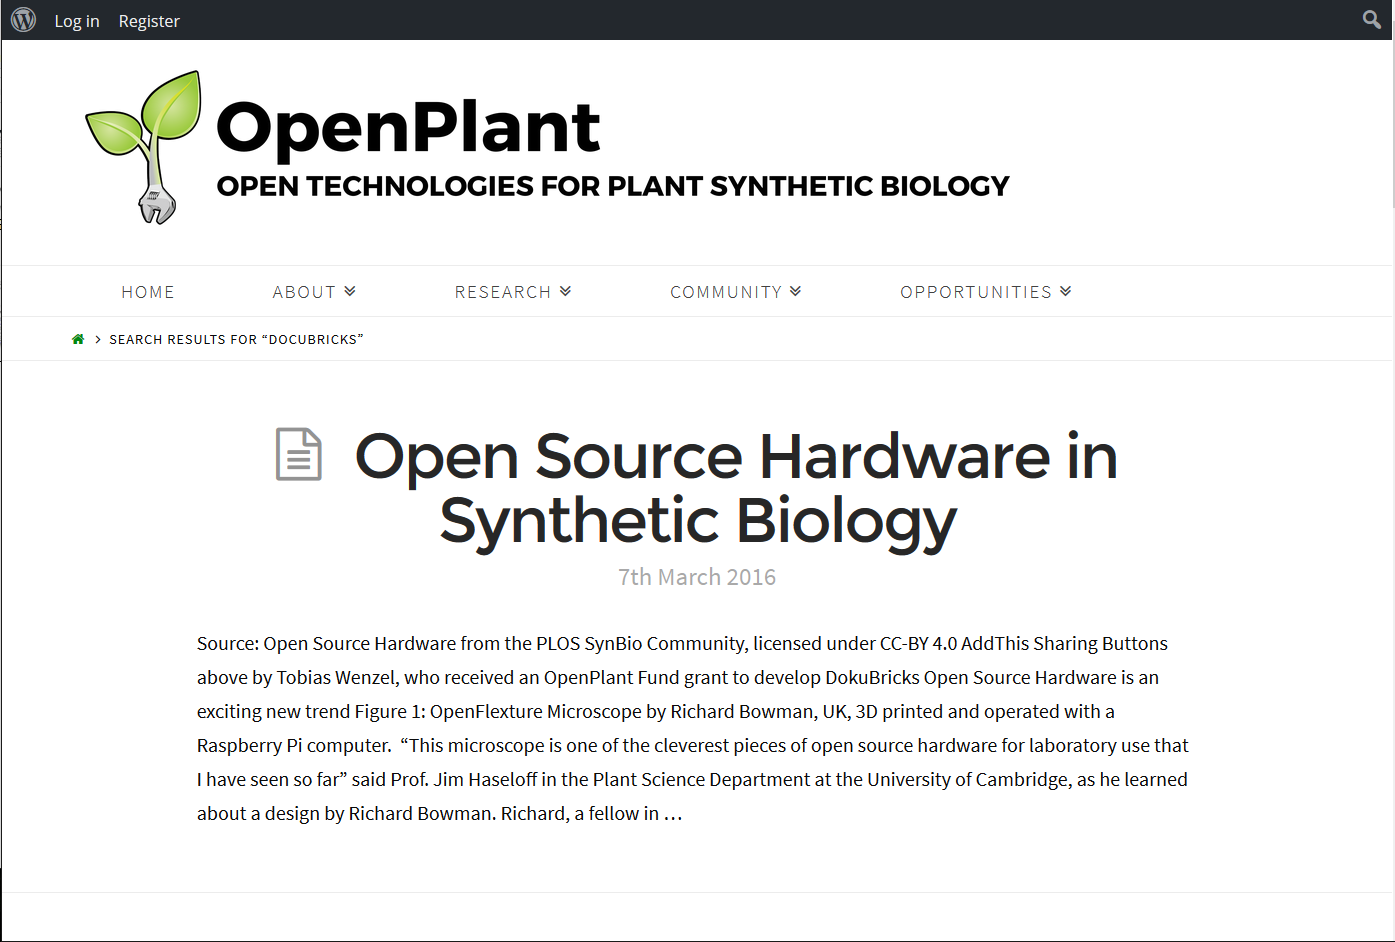 Log in Register
OpenPlant
OPEN TECHNOLOGIES FOR PLANT SYNTHETIC BIOLOGY
HOME ABOUT RESEARCH COMMUNITY OPPORTUNITIES
SEARCH RESULTS FOR “DOCUBRICKS”
Open Source Hardware in
Synthetic Biology
7th March 2016
Source: Open Source Hardware from the PLOS SynBio Community, licensed under CC-BY 4.0 AddThis Sharing Buttons
above by Tobias Wenzel, who received an OpenPlant Fund grant to develop DokuBricks Open Source Hardware is an
exciting new trend Figure 1: OpenFlexture Microscope by Richard Bowman, UK, 3D printed and operated with a
Raspberry Pi computer.  “This microscope is one of the cleverest pieces of open source hardware for laboratory use that
I have seen so far” said Prof. Jim Haseloff in the Plant Science Department at the University of Cambridge, as he learned
about a design by Richard Bowman. Richard, a fellow in …